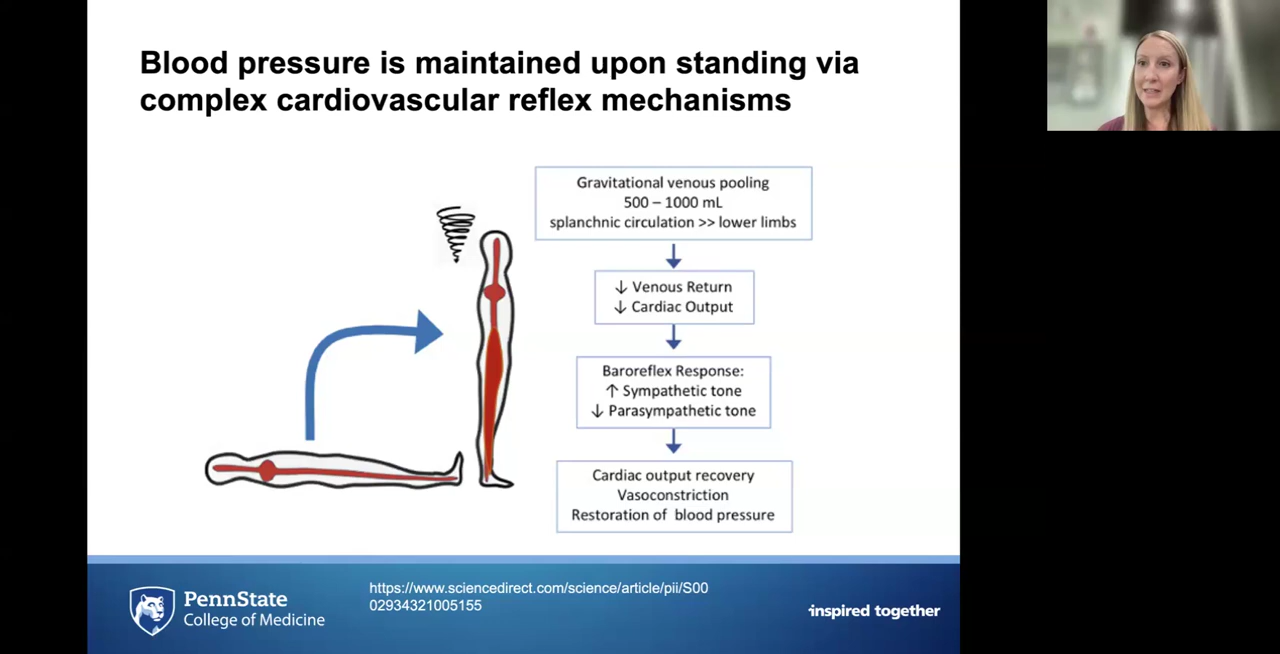 Blood pressure is maintained upon standing via
complex cardiovascular reflex mechanisms
Gravitational venous pooling
500 – 1000 mL
splanchnic circulation >> lower limbs
↓ Venous Return
↓ Cardiac Output
Baroreflex Response:
↑ Sympathetic tone
↓ Parasympathetic tone
Cardiac output recovery
Vasoconstriction
Restoration of blood pressure
PennState
College of Medicine
https://www.sciencedirect.com/science/article/pii/S00
02934321005155
inspired together